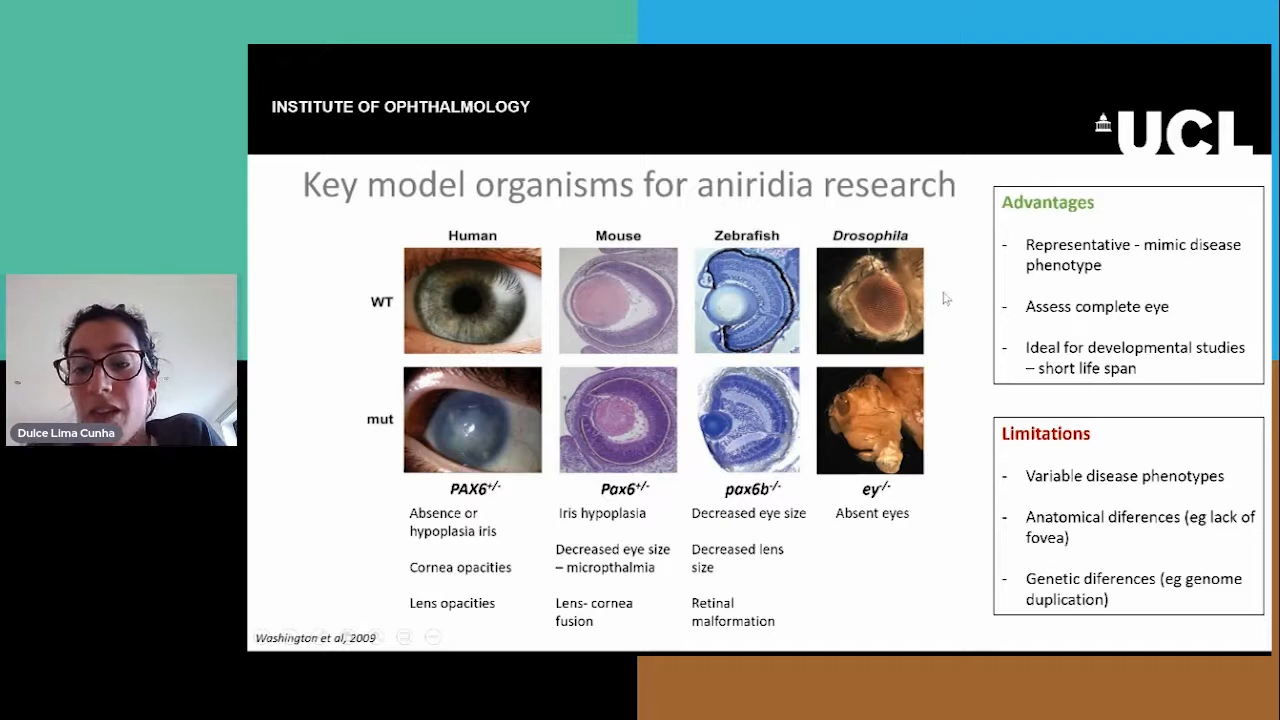 INSTITUTE OF OPHTHALMOLOGY
UCL
Key model organisms for aniridia research
Human Mouse Zebrafish Drosophila
WT
mut
PAX6+/- Pax6+/- pax6b-/- ey-/-
Absence or
hypoplasia iris
Cornea opacities
Lens opacities
Iris hypoplasia
Decreased eye size
– micropthalmia
Lens- cornea
fusion
Decreased eye size
Decreased lens
size
Retinal
malformation
Absent eyes
Washington et al, 2009
Advantages
- Representative - mimic disease
phenotype
- Assess complete eye
- Ideal for developmental studies
– short life span
Limitations
- Variable disease phenotypes
- Anatomical diferences (eg lack of
fovea)
- Genetic diferences (eg genome
duplication)
Dulce Lima Cunha